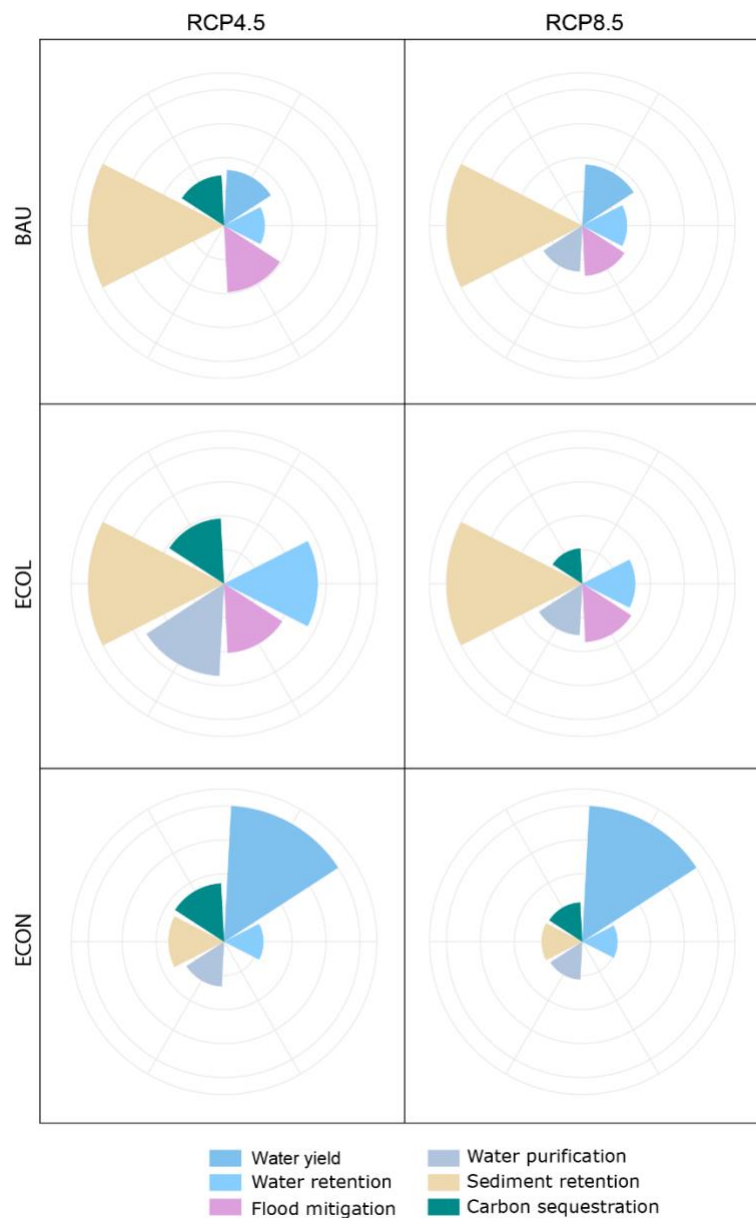 RCP4.5 RCP8.5
BAU
ECOL
ECON
Water yield Water purification
Water retention Sediment retention
Flood mitigation Carbon sequestration